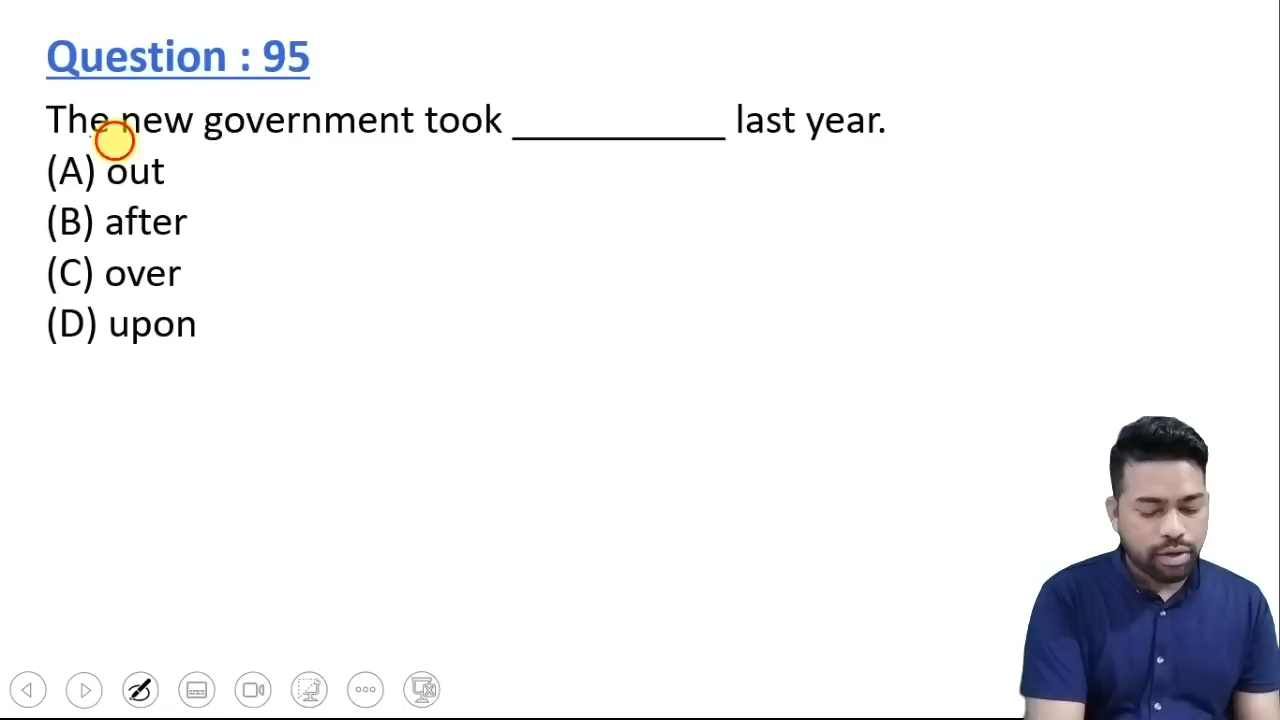 Question : 95
The new government took ___________ last year.
(A) out
(B) after
(C) over
(D) upon